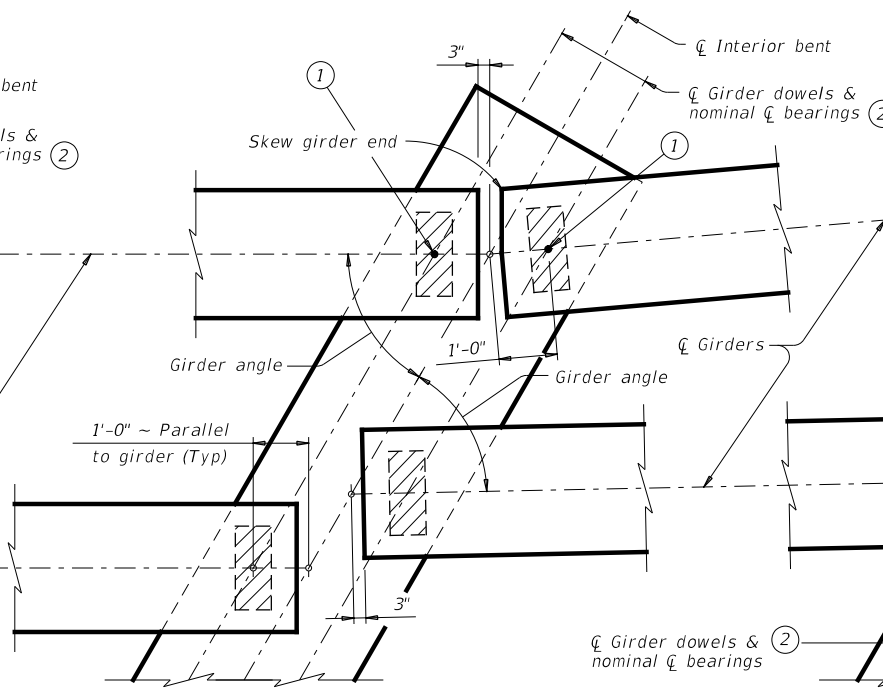 3"
℄ Interior bent
1
bent
℄ Girder dowels &
nominal ℄ bearings 2
ls &
rings 2
Skew girder end
1
1'-0"
℄ Girders
Girder angle
Girder angle
1'-0" ~ Parallel
to girder (Typ)
3"
℄ Girder dowels & 2
nominal ℄ bearings